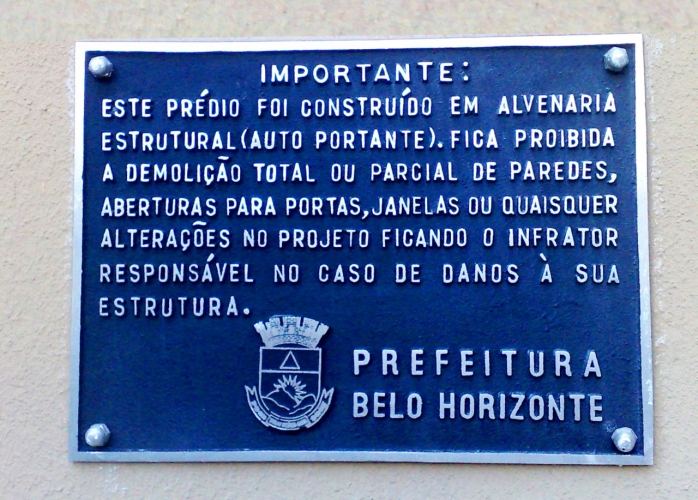 IMPORTANTE:
ESTE PRÉDIO FOI CONSTRUÍDO EM ALVENARIA
ESTRUTURAL (AUTO PORTANTE). FICA PROIBIDA
A DEMOLIÇÃO TOTAL OU PARCIAL DE PAREDES,
ABERTURAS PARA PORTAS, JANELAS OU QUAISQUER
ALTERAÇÕES NO PROJETO FICANDO O INFRATOR
RESPONSÁVEL NO CASO DE DANOS À SUA
ESTRUTURA.
PREFEITURA
BELO HORIZONTE